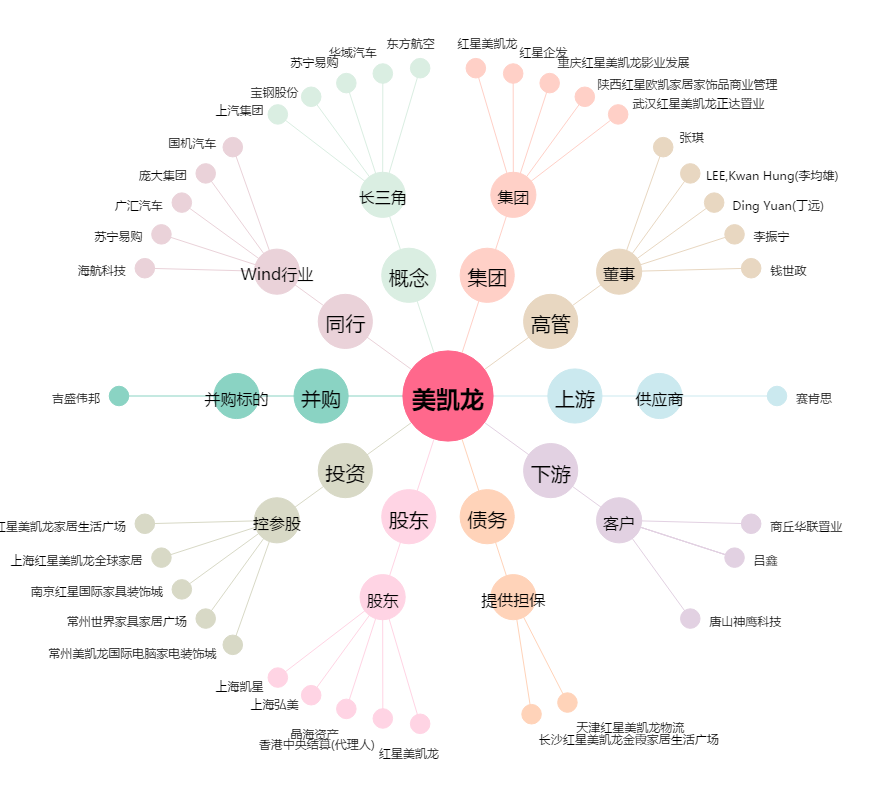 东方航空
华域汽车
苏宁易购
宝钢股份
上汽集团
长三角
概念
红星美凯龙
红星企发
重庆红星美凯龙影业发展
陕西红星欧凯家居家饰品商业管理
武汉红星美凯龙正达置业
集团
集团
国机汽车
庞大集团
广汇汽车
苏宁易购
海航科技
Wind行业
同行
张琪
LEE,Kwan Hung(李均雄)
Ding Yuan(丁远)
李振宁
钱世政
董事
高管
吉盛伟邦
并购标的
并购
美凯龙
上游
供应商
赛肯思
投资
控参股
红星美凯龙家居生活广场
上海红星美凯龙全球家居
南京红星国际家具装饰城
常州世界家具家居广场
常州美凯龙国际电脑家电装饰城
下游
客户
商丘华联置业
吕鑫
唐山神鹰科技
股东
股东
上海凯星
上海弘美
晶海资产
香港中央结算(代理人)
红星美凯龙
债务
提供担保
天津红星美凯龙物流
长沙红星美凯龙金霞家居生活广场